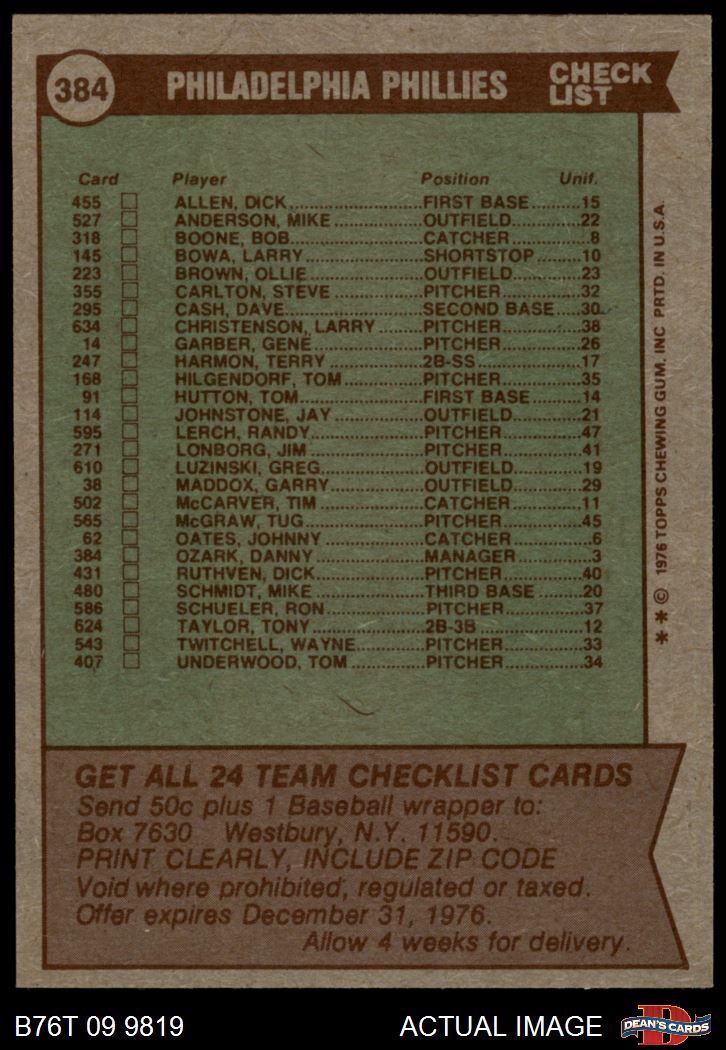 384 PHILADELPHIA PHILLIES CHECK LIST
Card Player Position Unif.
455 ALLEN, DICK FIRST BASE 15
527 ANDERSON, MIKE OUTFIELD 22
318 BOONE, BOB CATCHER 8
145 BOWA, LARRY SHORTSTOP 10
223 BROWN, OLLIE OUTFIELD 23
355 CARLTON, STEVE PITCHER 32
295 CASH, DAVE SECOND BASE 30
634 CHRISTENSON, LARRY PITCHER 38
14 GARBER, GENE PITCHER 26
247 HARMON, TERRY 2B-SS 17
168 HILGENDORF, TOM PITCHER 35
91 HUTTON, TOM FIRST BASE 14
114 JOHNSTONE, JAY OUTFIELD 21
595 LERCH, RANDY PITCHER 47
271 LONBORG, JIM PITCHER 41
610 LUZINSKI, GREG OUTFIELD 19
38 MADDOX, GARRY OUTFIELD 29
502 McCARVER, TIM CATCHER 11
565 McGRAW, TUG PITCHER 45
62 OATES, JOHNNY CATCHER 6
384 OZARK, DANNY MANAGER 3
431 RUTHVEN, DICK PITCHER 40
480 SCHMIDT, MIKE THIRD BASE 20
586 SCHUELER, RON PITCHER 37
624 TAYLOR, TONY 2B-3B 12
543 TWITCHELL, WAYNE PITCHER 33
407 UNDERWOOD, TOM PITCHER 34
** © 1976 TOPPS CHEWING GUM, INC PRTD. IN U.S.A.
GET ALL 24 TEAM CHECKLIST CARDS
Send 50c plus 1 Baseball wrapper to:
Box 7630 Westbury, N.Y. 11590.
PRINT CLEARLY, INCLUDE ZIP CODE
Void where prohibited, regulated or taxed.
Offer expires December 31, 1976.
Allow 4 weeks for delivery.
B76T 09 9819 ACTUAL IMAGE
D
DEAN'S CARDS